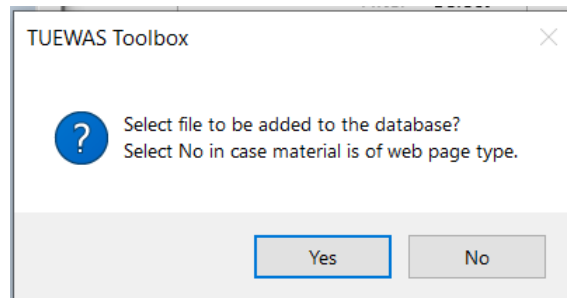 TUEWAS Toolbox
Select file to be added to the database?
Select No in case material is of web page type.
Yes
No